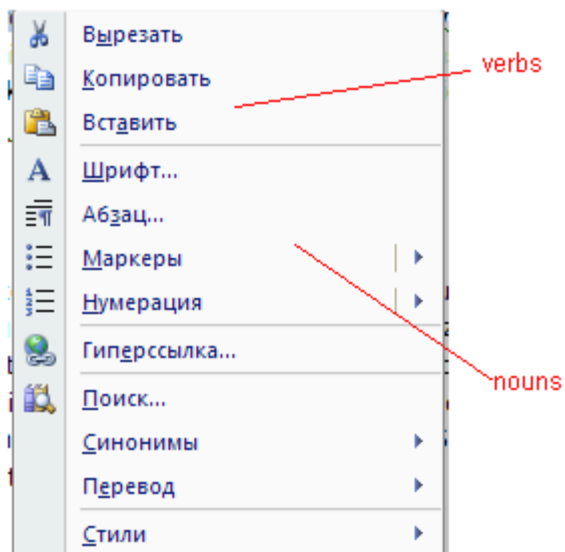 Вырезать
Копировать
Вставить
Шрифт...
Абзац...
Маркеры
Нумерация
Гиперссылка...
Поиск...
Синонимы
Перевод
Стили
verbs
nouns